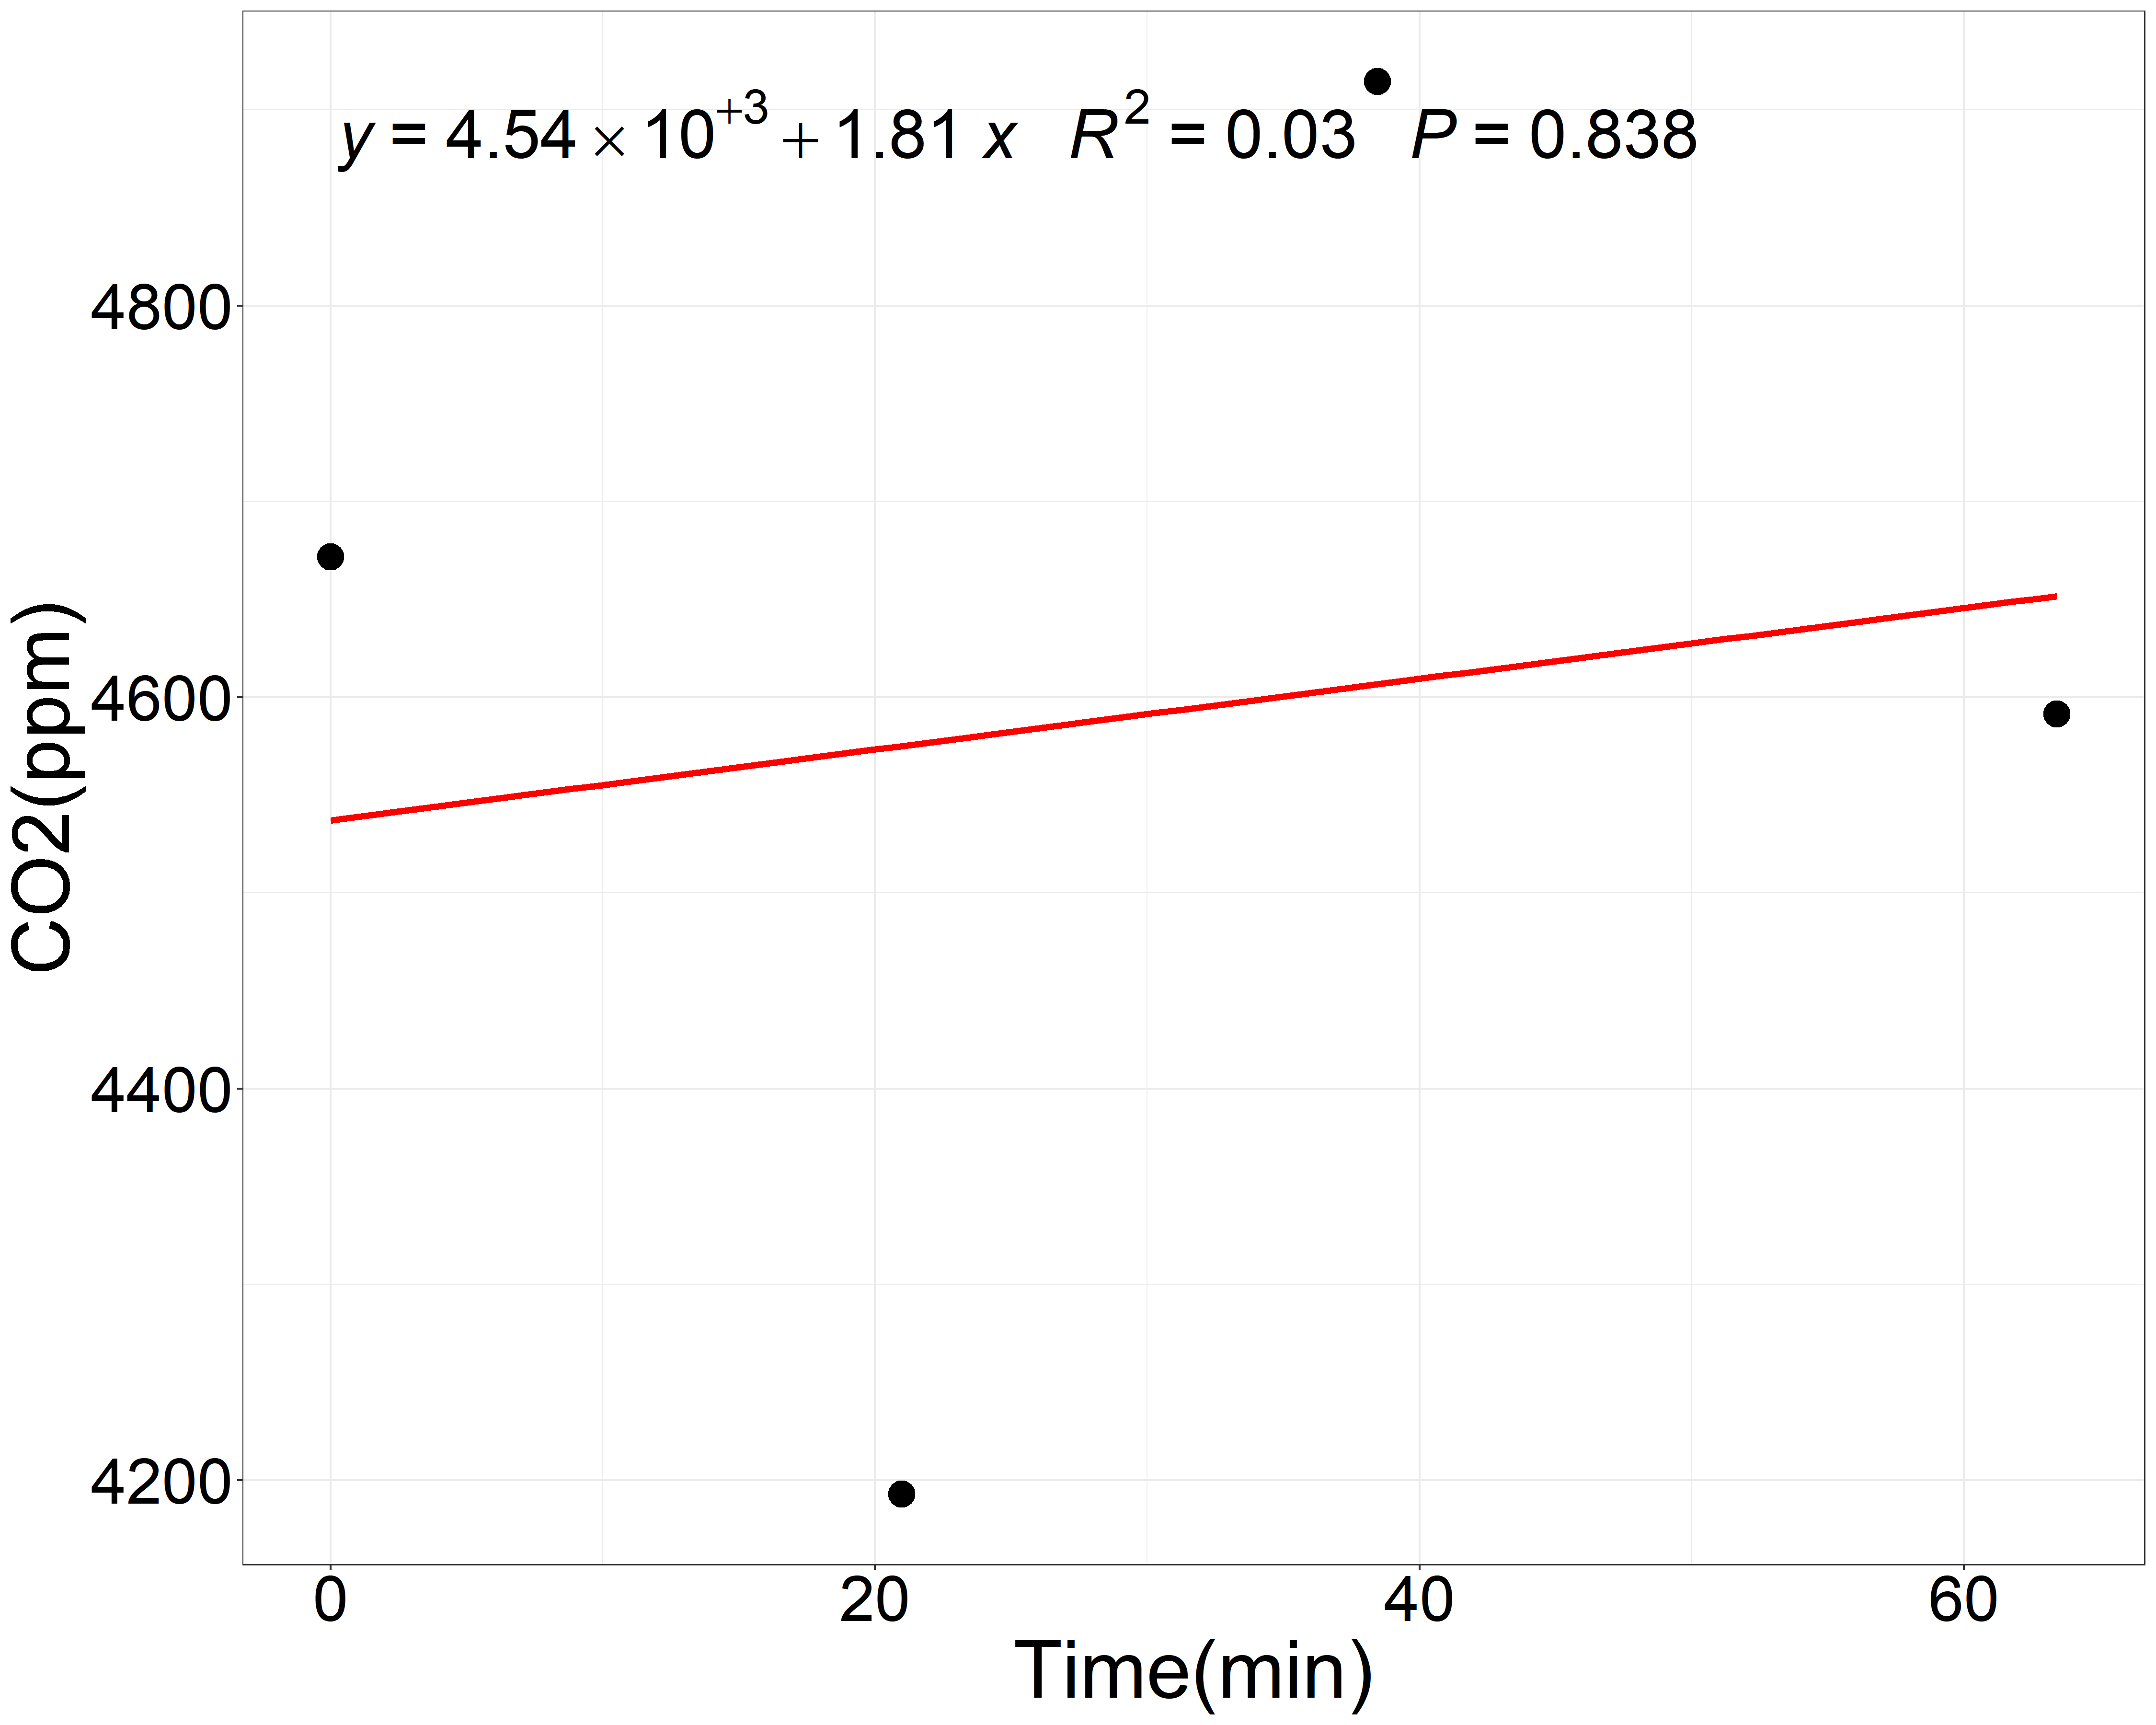 y = 4.54 × 10⁺³ + 1.81 x R² = 0.03 P = 0.838
4800
4600
4400
4200
CO2(ppm)
0 20 40 60
Time(min)